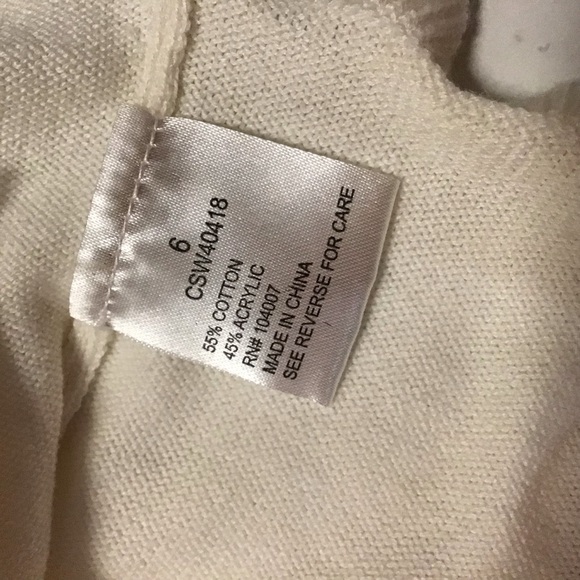 6
CSW40418
55% COTTON
45% ACRYLIC
RN# 104007
MADE IN CHINA
SEE REVERSE FOR CARE